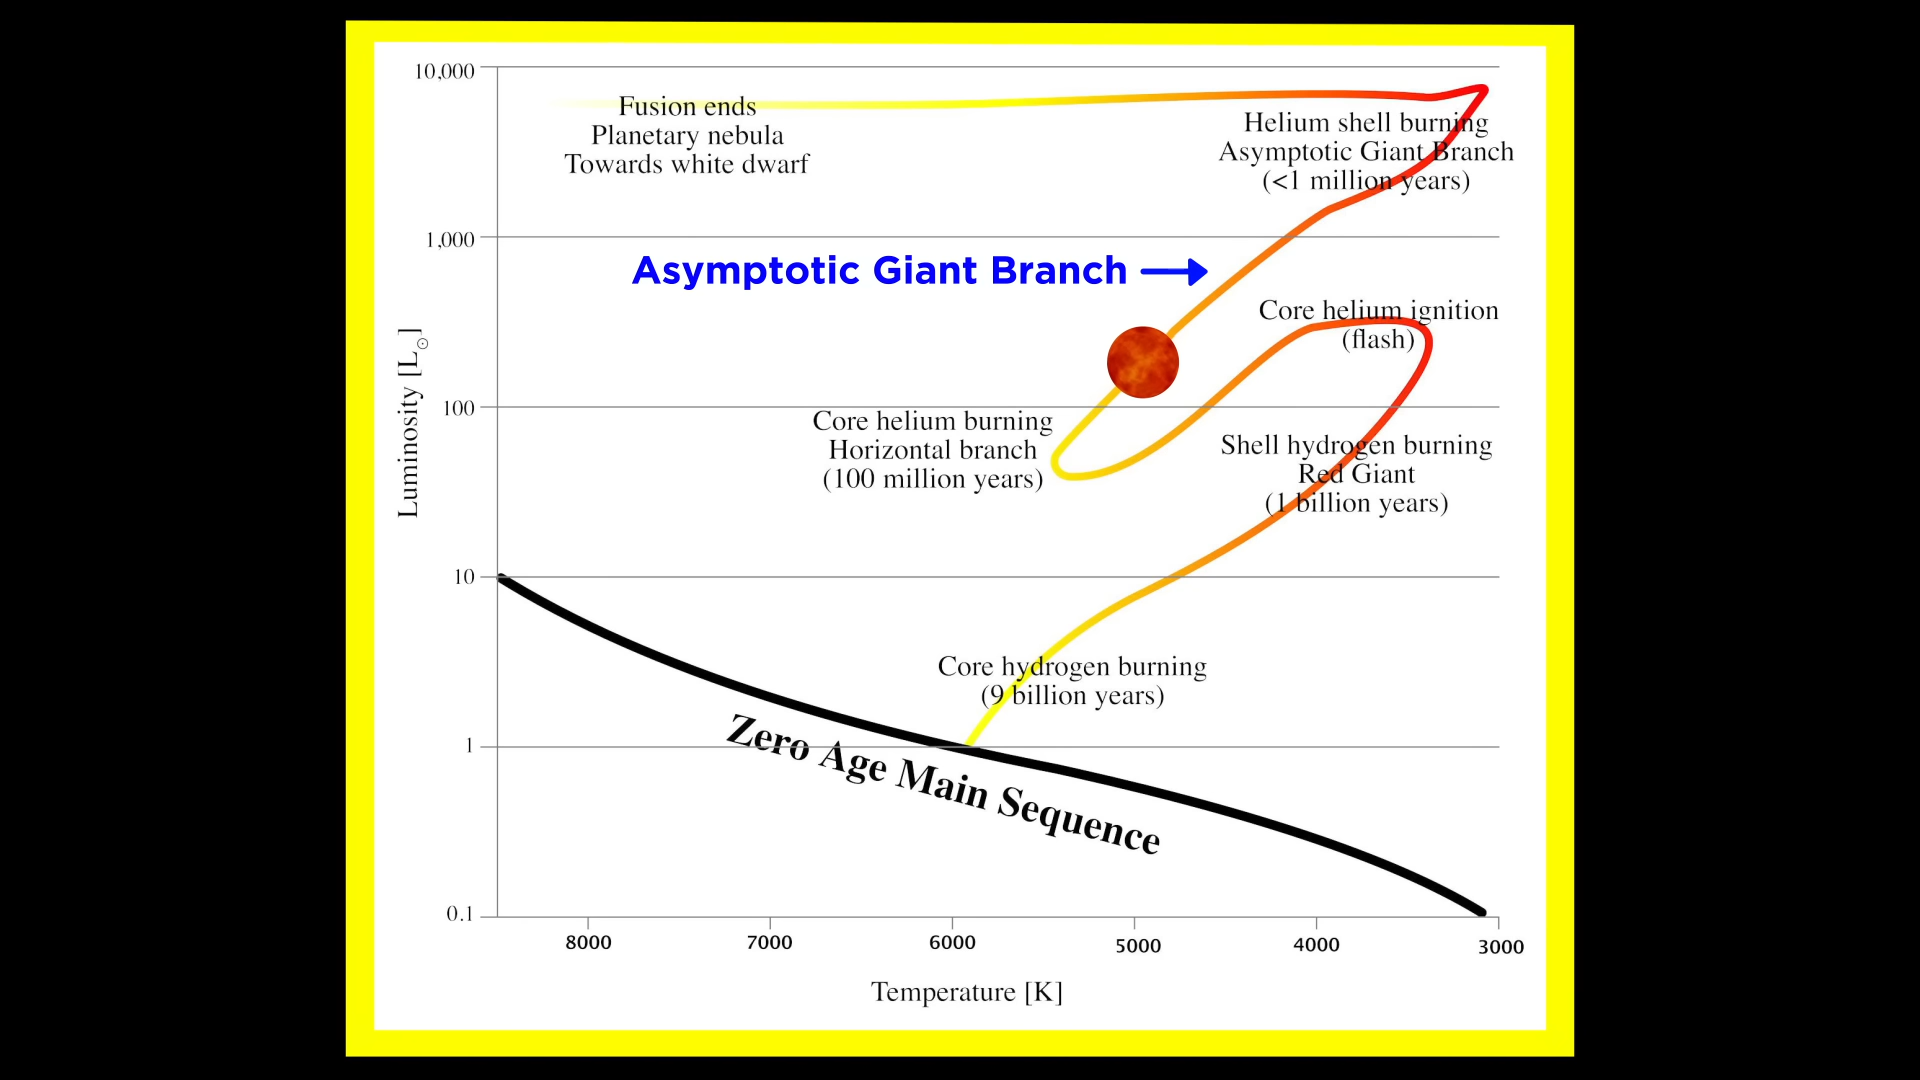 10,000
Fusion ends
Planetary nebula
Towards white dwarf
Helium shell burning
Asymptotic Giant Branch
(<1 million years)
1,000
Asymptotic Giant Branch
Core helium ignition
(flash)
Luminosity [L☉]
100
Core helium burning
Horizontal branch
(100 million years)
Shell hydrogen burning
Red Giant
(1 billion years)
10
Core hydrogen burning
(9 billion years)
1
Zero Age Main Sequence
0.1
8000 7000 6000 5000 4000 3000
Temperature [K]